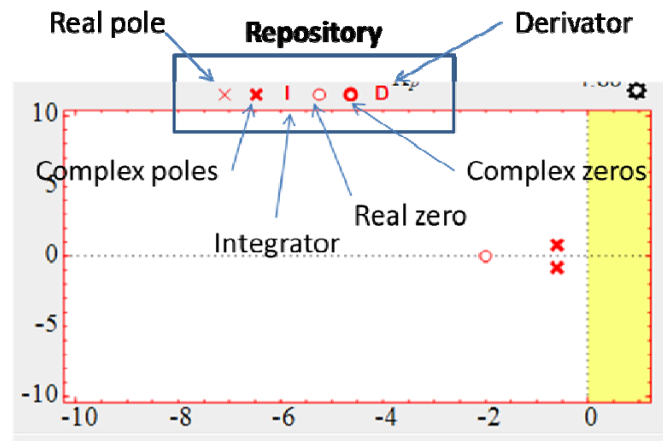 Real pole
Repository
Derivator
I
D
10
Complex poles
Complex zeros
5
Real zero
Integrator
0
-5
-10
-10 -8 -6 -4 -2 0